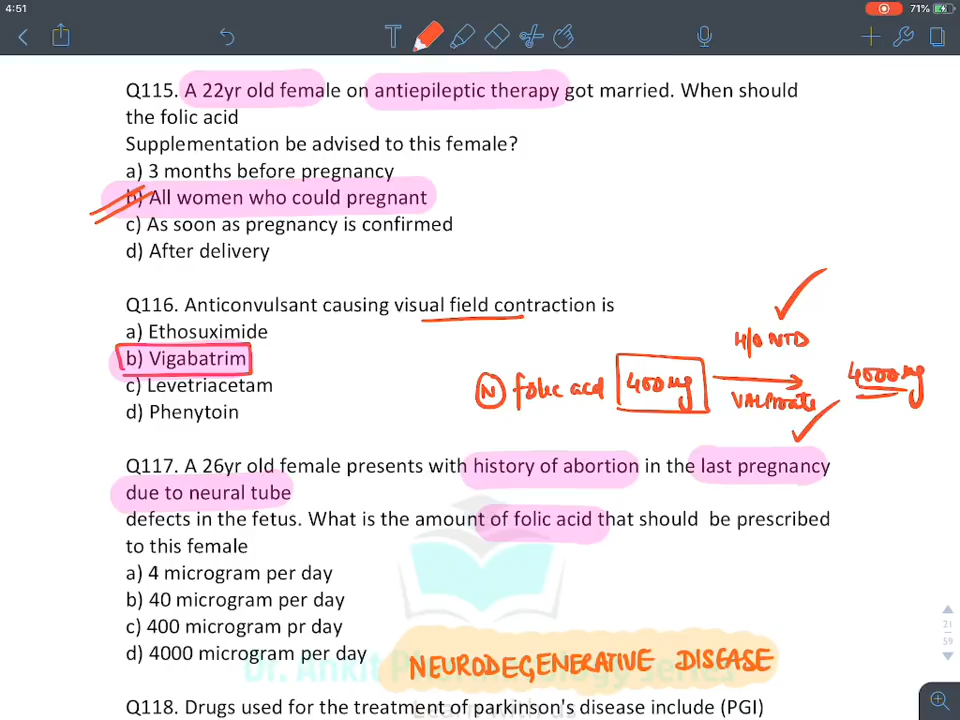 4:51
71%
T
Q115. A 22yr old female on antiepileptic therapy got married. When should
the folic acid
Supplementation be advised to this female?
a) 3 months before pregnancy
b) All women who could pregnant
c) As soon as pregnancy is confirmed
d) After delivery
Q116. Anticonvulsant causing visual field contraction is
a) Ethosuximide
b) Vigabatrim
c) Levetriacetam
d) Phenytoin
H/O NTD
N folic acid 400 μg
VALProate
4000 μg
Q117. A 26yr old female presents with history of abortion in the last pregnancy
due to neural tube
defects in the fetus. What is the amount of folic acid that should be prescribed
to this female
a) 4 microgram per day
b) 40 microgram per day
c) 400 microgram pr day
d) 4000 microgram per day
NEURODEGENERATIVE DISEASE
21
59
Q118. Drugs used for the treatment of parkinson's disease include (PGI)